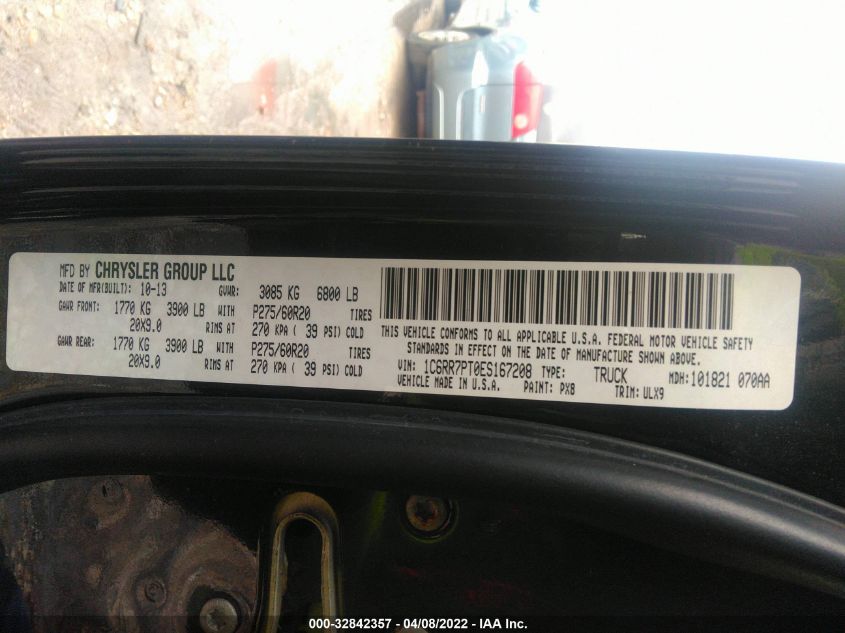 MFD BY CHRYSLER GROUP LLC
DATE OF MFR(BUILT): 10-13 GVWR: 3085 KG 6800 LB
GAWR FRONT: 1770 KG 3900 LB WITH P275/60R20 TIRES
20X9.0 RIMS AT 270 KPA ( 39 PSI) COLD
GAWR REAR: 1770 KG 3900 LB WITH P275/60R20 TIRES
20X9.0 RIMS AT 270 KPA ( 39 PSI) COLD
THIS VEHICLE CONFORMS TO ALL APPLICABLE U.S.A. FEDERAL MOTOR VEHICLE SAFETY
STANDARDS IN EFFECT ON THE DATE OF MANUFACTURE SHOWN ABOVE.
VIN: 1C6RR7PT0ES167208 TYPE: TRUCK MDH:101821 070AA
VEHICLE MADE IN U.S.A. PAINT: PX8 TRIM: ULX9
000-32842357 - 04/08/2022 - IAA Inc.